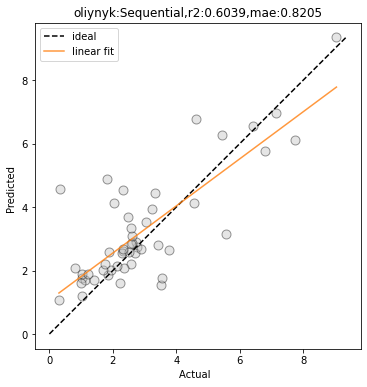 oliynyk:Sequential,r2:0.6039,mae:0.8205
ideal
linear fit
8
6
4
2
0
Predicted
0 2 4 6 8
Actual